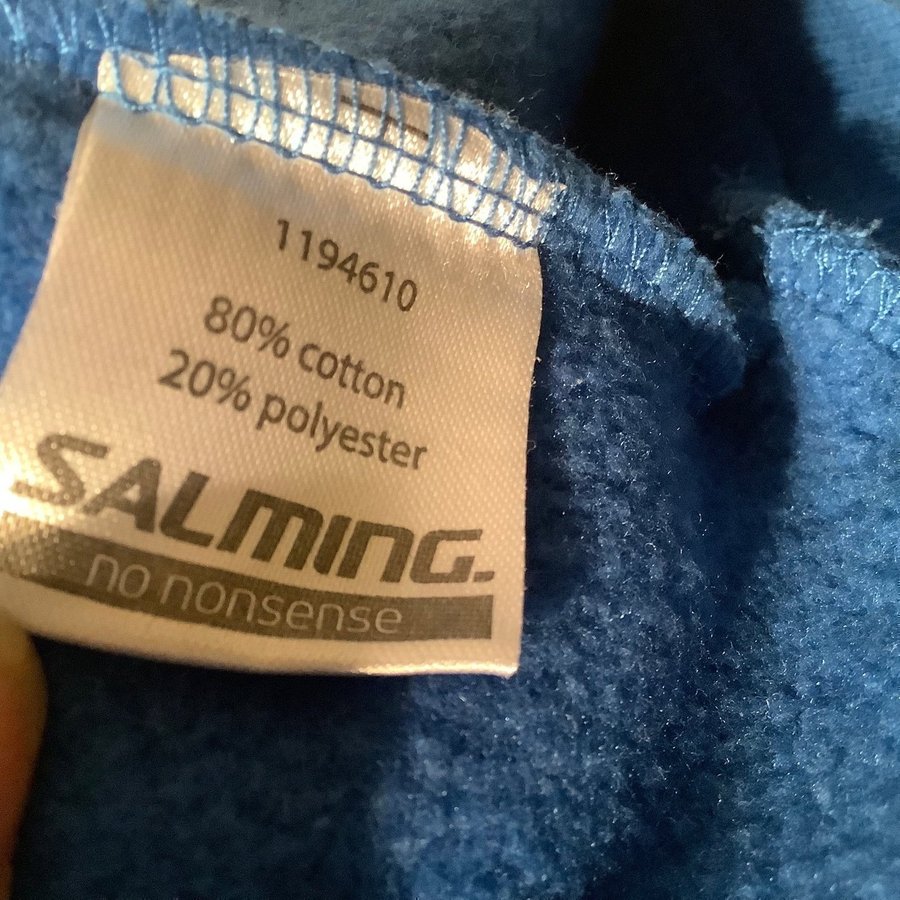 1194610
80% cotton
20% polyester
SALMING.
no nonsense